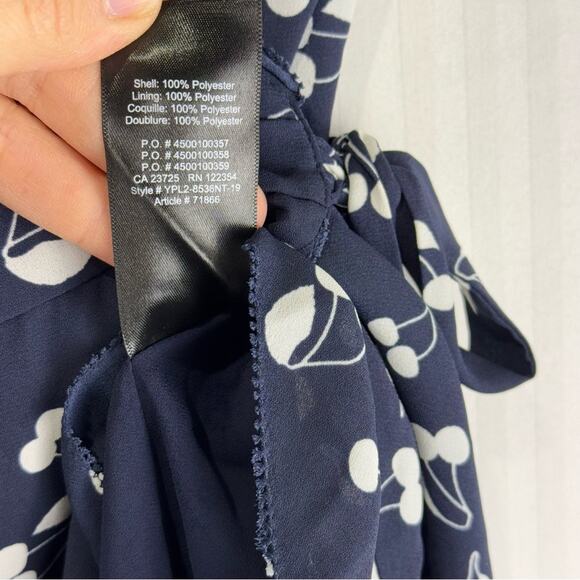 Shell: 100% Polyester
Lining: 100% Polyester
Coquille: 100% Polyester
Doublure: 100% Polyester
P.O. # 4500100357
P.O. # 4500100358
P.O. # 4500100359
CA 23725 RN 122354
Style # YPL2-8536NT-19
Article # 71866